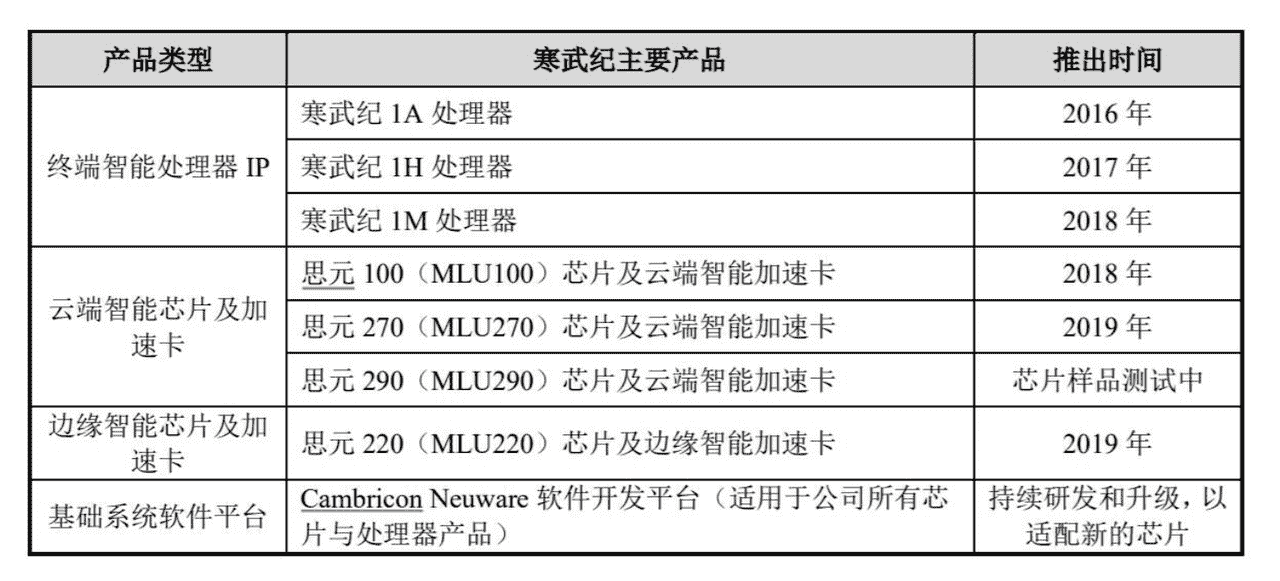 产品类型 寒武纪主要产品 推出时间
终端智能处理器 IP
寒武纪 1A 处理器 2016 年
寒武纪 1H 处理器 2017 年
寒武纪 1M 处理器 2018 年
云端智能芯片及加
速卡
思元 100（MLU100）芯片及云端智能加速卡 2018 年
思元 270（MLU270）芯片及云端智能加速卡 2019 年
思元 290（MLU290）芯片及云端智能加速卡 芯片样品测试中
边缘智能芯片及加
速卡
思元 220（MLU220）芯片及边缘智能加速卡 2019 年
基础系统软件平台
Cambricon Neuware 软件开发平台（适用于公司所有芯
片与处理器产品）
持续研发和升级，以
适配新的芯片